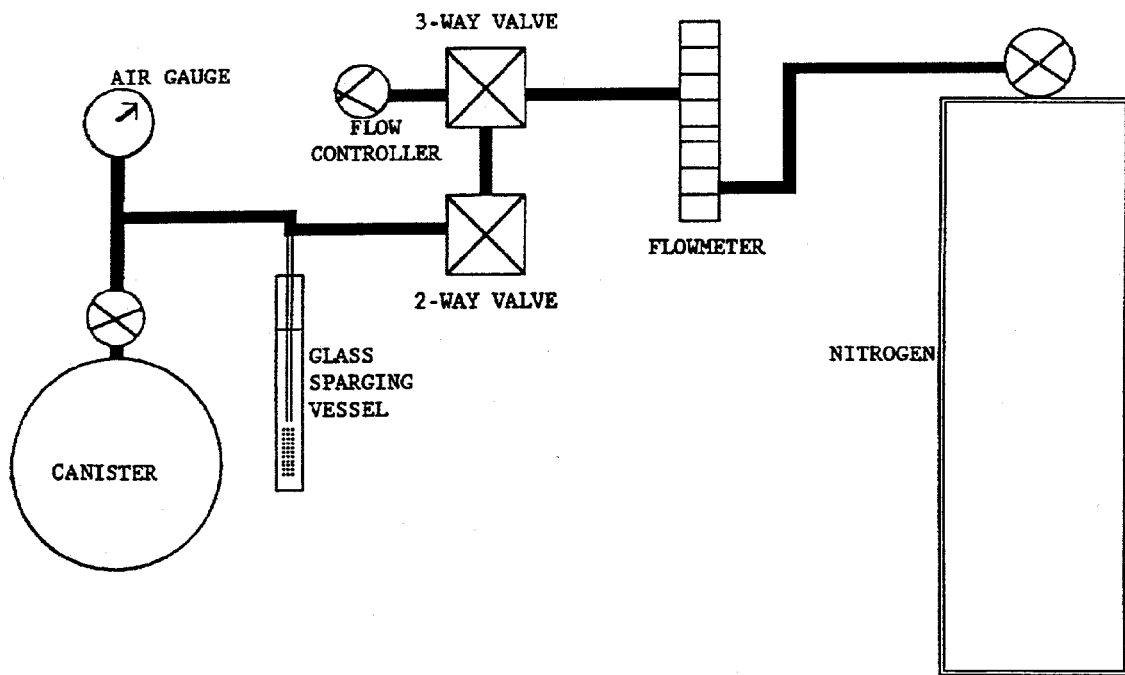 3-WAY VALVE
AIR GAUGE
FLOW
CONTROLLER
FLOWMETER
2-WAY VALVE
GLASS
SPARGING
VESSEL
NITROGEN
CANISTER